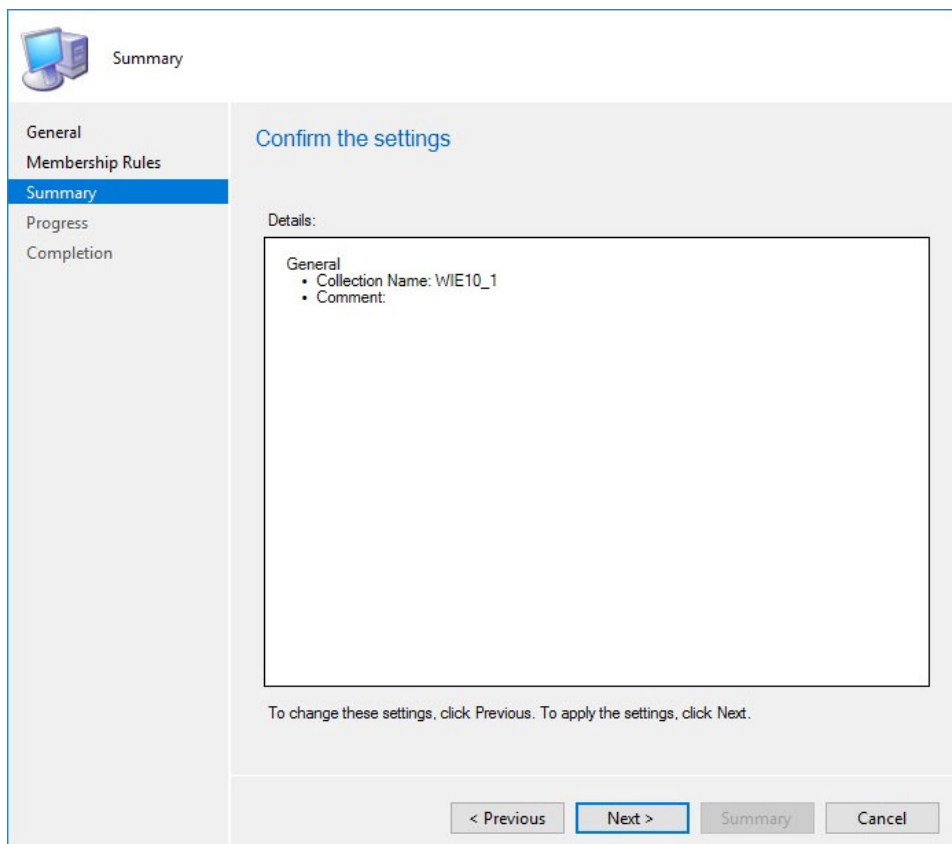 Summary
General
Membership Rules
Summary
Progress
Completion
Confirm the settings
Details:
General
• Collection Name: WIE10_1
• Comment:
To change these settings, click Previous. To apply the settings, click Next.
< Previous
Next >
Summary
Cancel